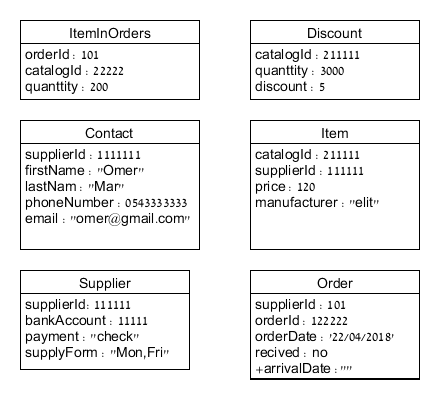 ItemInOrders
orderId : 101
catalogId : 22222
quanttity : 200
Discount
catalogId : 211111
quanttity : 3000
discount : 5
Contact
supplierId : 1111111
firstName : "Omer"
lastNam : "Mar"
phoneNumber : 0543333333
email : "omer@gmail.com"
Item
catalogId : 211111
supplierId : 111111
price : 120
manufacturer : "elit"
Supplier
supplierId: 111111
bankAccount : 11111
payment : "check"
supplyForm : "Mon,Fri"
Order
supplierId : 101
orderId : 122222
orderDate : '22/04/2018'
recived : no
+arrivalDate : ""